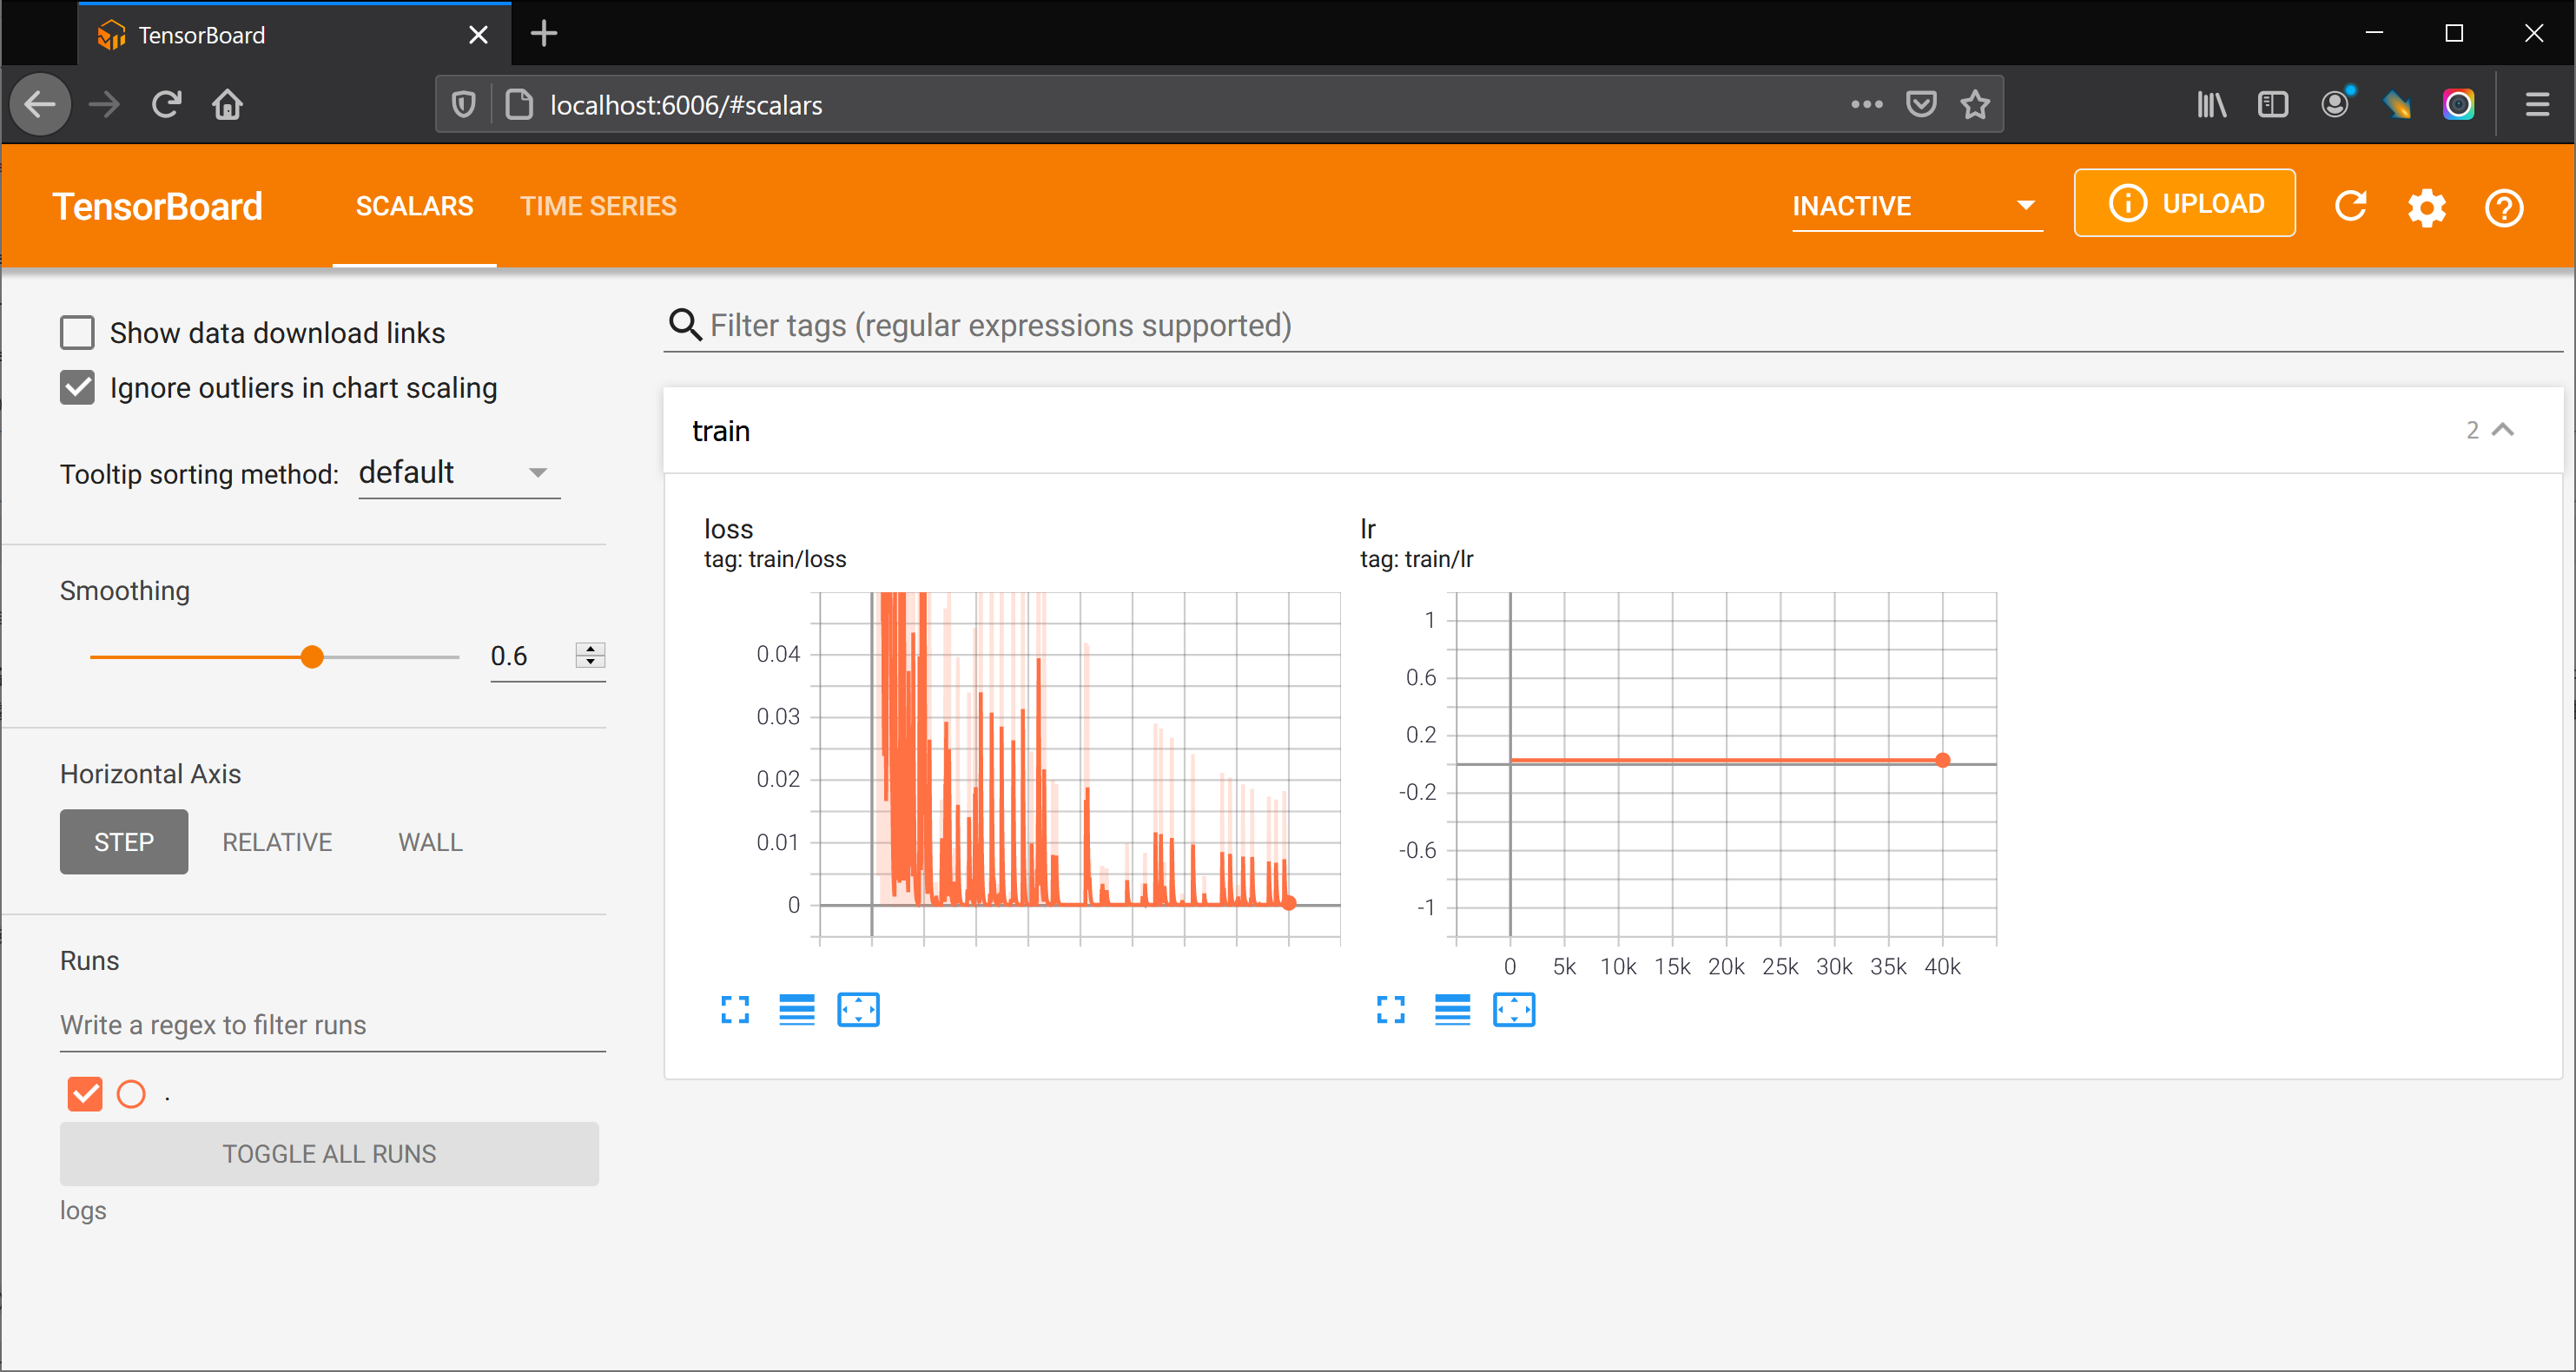 TensorBoard
localhost:6006/#scalars
TensorBoard
SCALARS
TIME SERIES
INACTIVE
UPLOAD
Show data download links
Ignore outliers in chart scaling
Tooltip sorting method: default
Smoothing
0.6
Horizontal Axis
STEP
RELATIVE
WALL
Runs
Write a regex to filter runs
.
TOGGLE ALL RUNS
logs
Filter tags (regular expressions supported)
train
2
loss
tag: train/loss
0.04
0.03
0.02
0.01
0
lr
tag: train/lr
1
0.6
0.2
-0.2
-0.6
-1
0 5k 10k 15k 20k 25k 30k 35k 40k